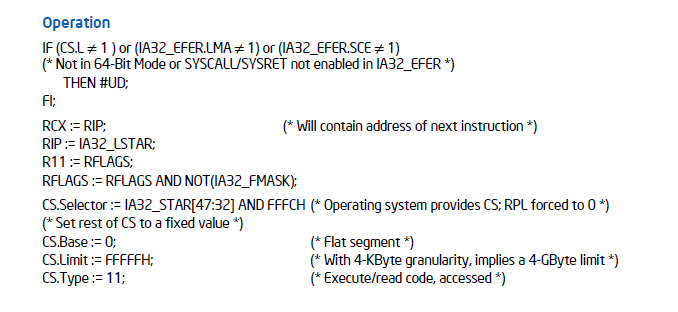 Operation
IF (CS.L ≠ 1 ) or (IA32_EFER.LMA ≠ 1) or (IA32_EFER.SCE ≠ 1)
(* Not in 64-Bit Mode or SYSCALL/SYSRET not enabled in IA32_EFER *)
THEN #UD;
FI;
RCX := RIP; (* Will contain address of next instruction *)
RIP := IA32_LSTAR;
R11 := RFLAGS;
RFLAGS := RFLAGS AND NOT(IA32_FMASK);
CS.Selector := IA32_STAR[47:32] AND FFFCH (* Operating system provides CS; RPL forced to 0 *)
(* Set rest of CS to a fixed value *)
CS.Base := 0; (* Flat segment *)
CS.Limit := FFFFFH; (* With 4-KByte granularity, implies a 4-GByte limit *)
CS.Type := 11; (* Execute/read code, accessed *)